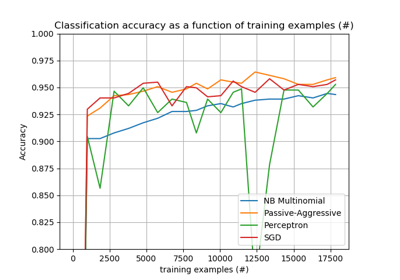 Classification accuracy as a function of training examples (#)
1.000
0.975
0.950
0.925
0.900
0.875
0.850
0.825
0.800
Accuracy
NB Multinomial
Passive-Aggressive
Perceptron
SGD
0 2500 5000 7500 10000 12500 15000 17500
training examples (#)